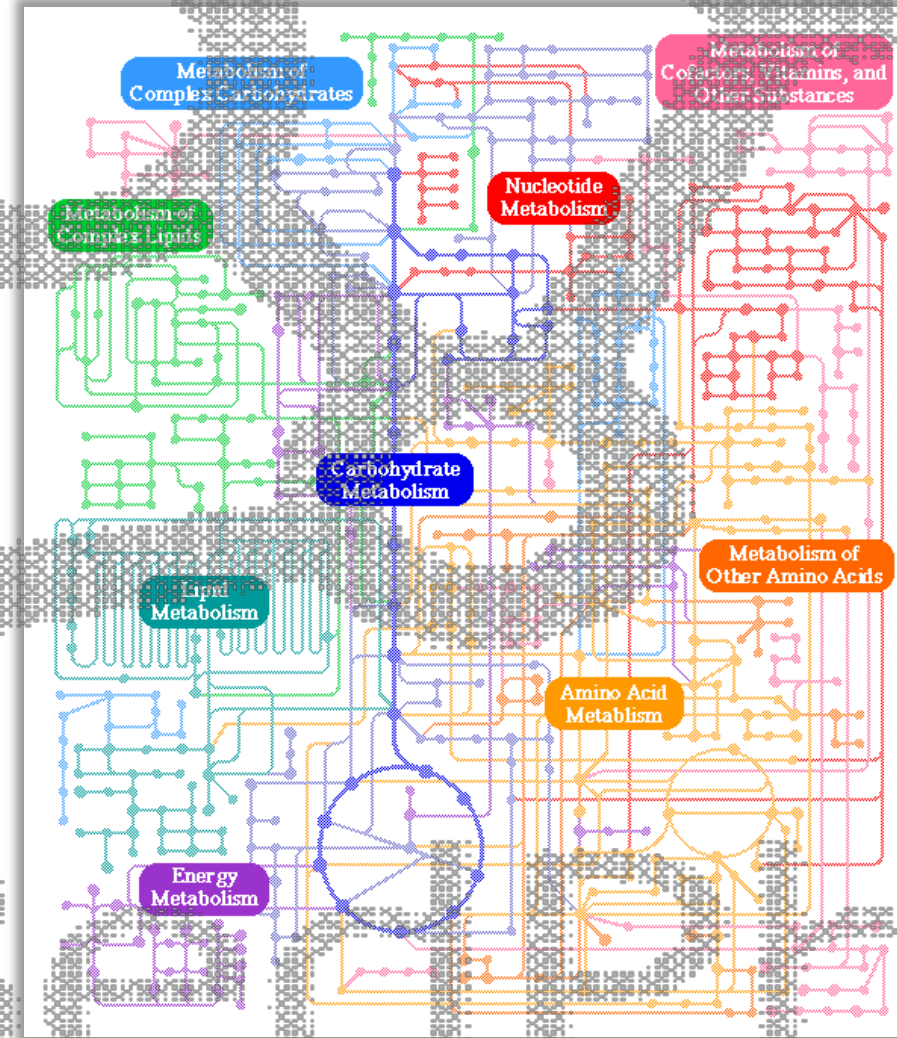 Metabolism of
Complex Carbohydrates
Metabolism of
Cofactors, Vitamins, and
Other Substances
Nucleotide
Metabolism
Metabolism of
Complex Lipids
Carbohydrate
Metabolism
Metabolism of
Other Amino Acids
Lipid
Metabolism
Amino Acid
Metablism
Energy
Metabolism